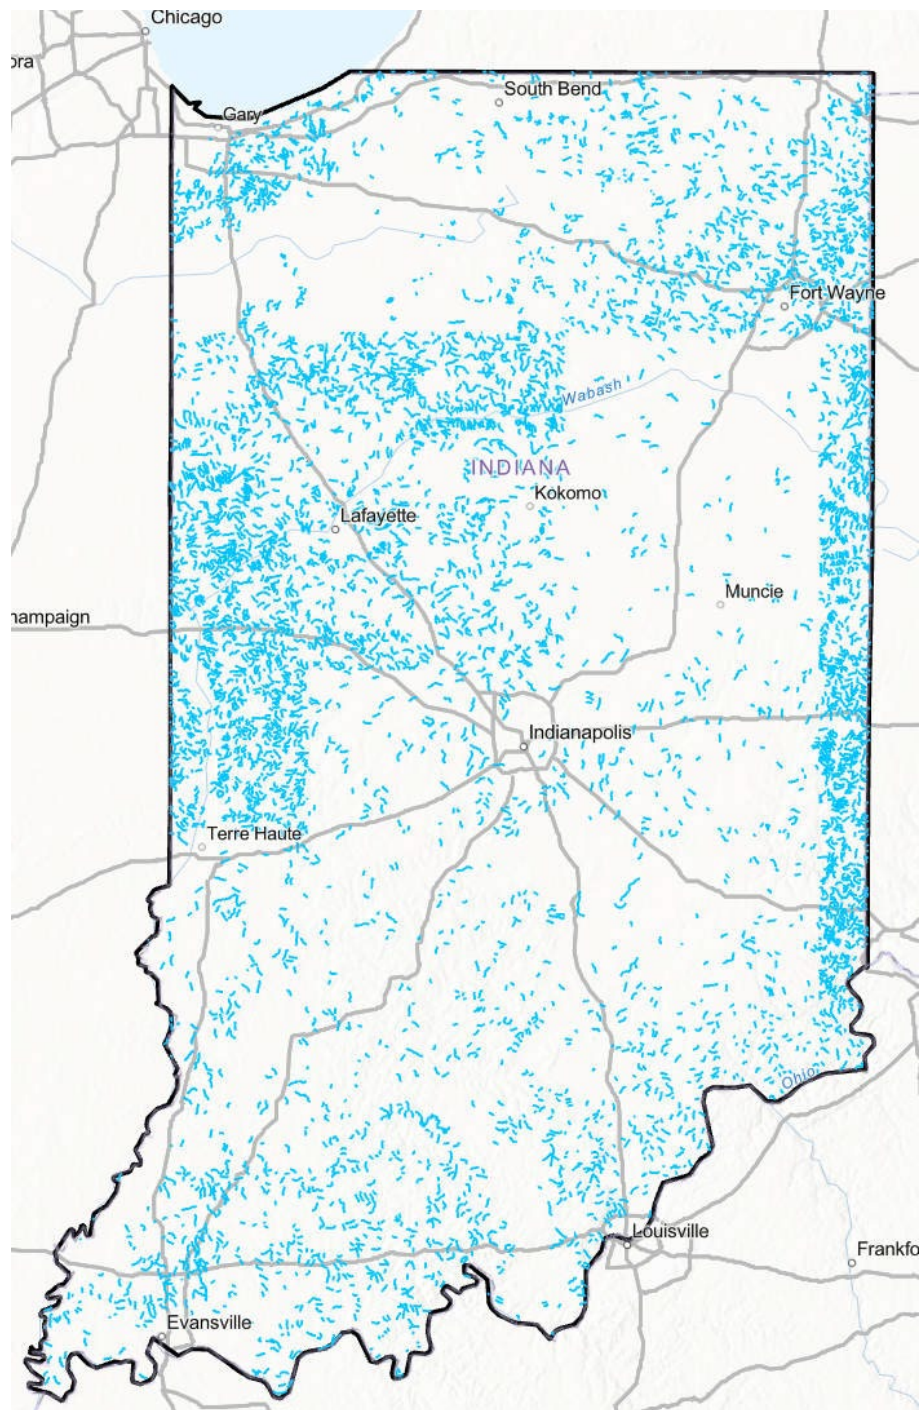 Chicago
ora
South Bend
Gary
Fort Wayne
Wabash
INDIANA
Kokomo
Lafayette
Muncie
hampaign
Indianapolis
Terre Haute
Ohio
Louisville
Frankfo
Evansville